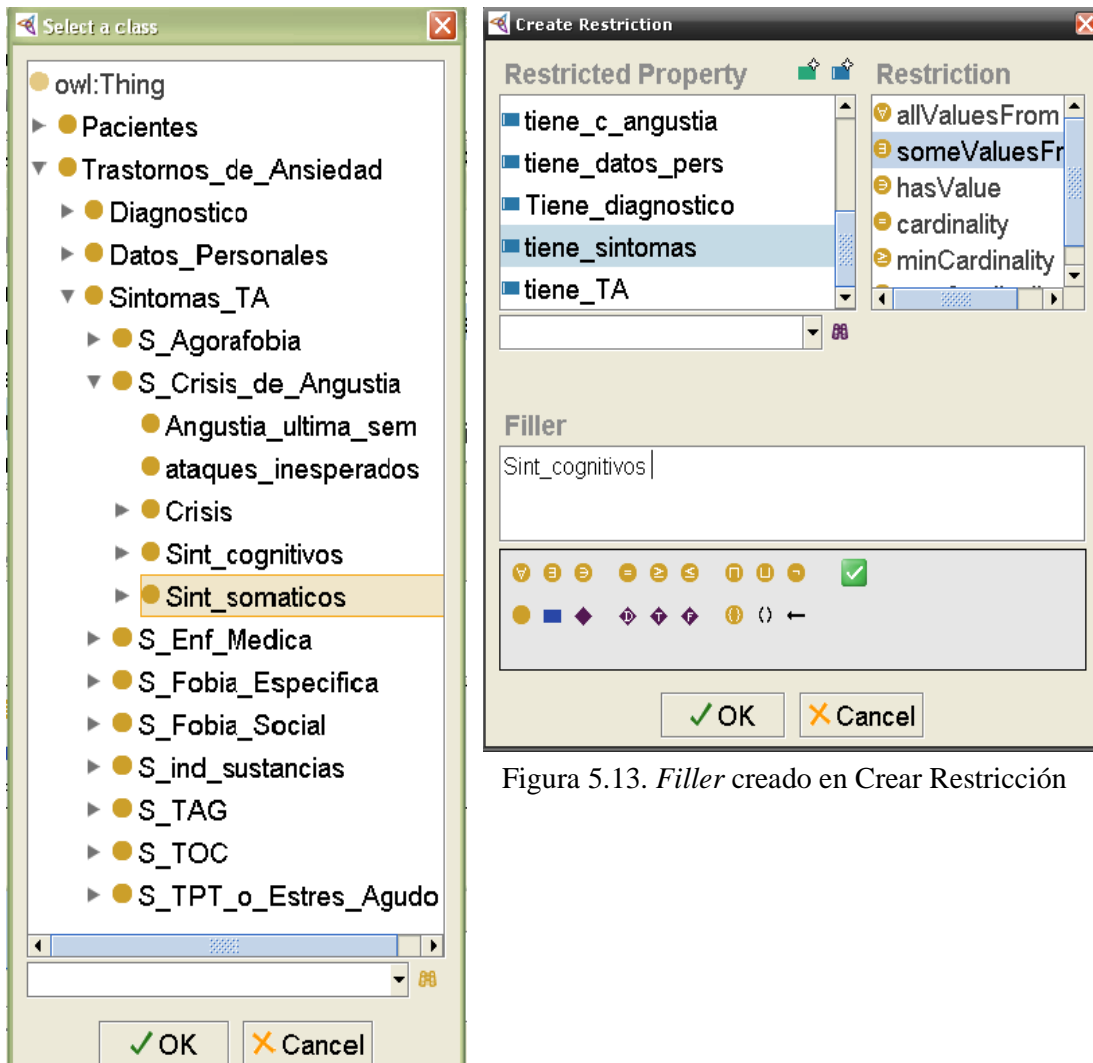 Select a class
owl:Thing
Pacientes
Trastornos_de_Ansiedad
Diagnostico
Datos_Personales
Sintomas_TA
S_Agorafobia
S_Crisis_de_Angustia
Angustia_ultima_sem
ataques_inesperados
Crisis
Sint_cognitivos
Sint_somaticos
S_Enf_Medica
S_Fobia_Especifica
S_Fobia_Social
S_ind_sustancias
S_TAG
S_TOC
S_TPT_o_Estres_Agudo
OK
Cancel
Create Restriction
Restricted Property
tiene_c_angustia
tiene_datos_pers
Tiene_diagnostico
tiene_sintomas
tiene_TA
Restriction
allValuesFrom
someValuesFr
hasValue
cardinality
minCardinality
Filler
Sint_cognitivos
∀ ∃ ∋ = ≥ ≤ ⊓ ⊔ ¬
D T F {} () ←
OK
Cancel
Figura 5.13. Filler creado en Crear Restricción